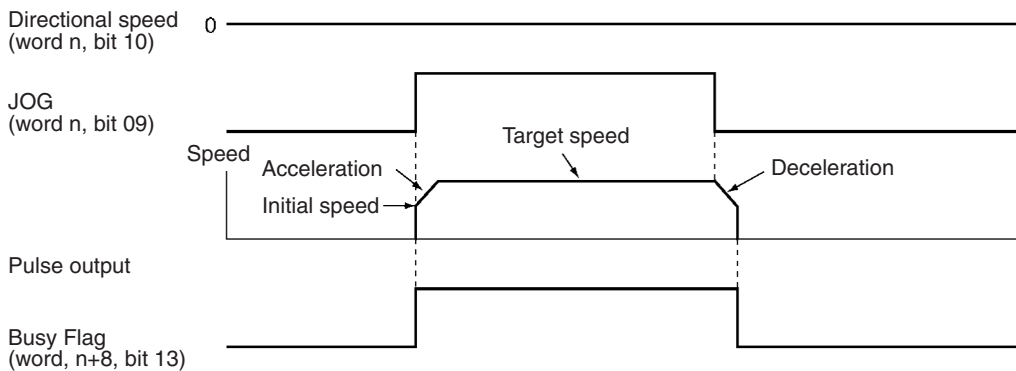 Directional speed
(word n, bit 10)
0
JOG
(word n, bit 09)
Speed
Target speed
Acceleration
Deceleration
Initial speed
Pulse output
Busy Flag
(word, n+8, bit 13)